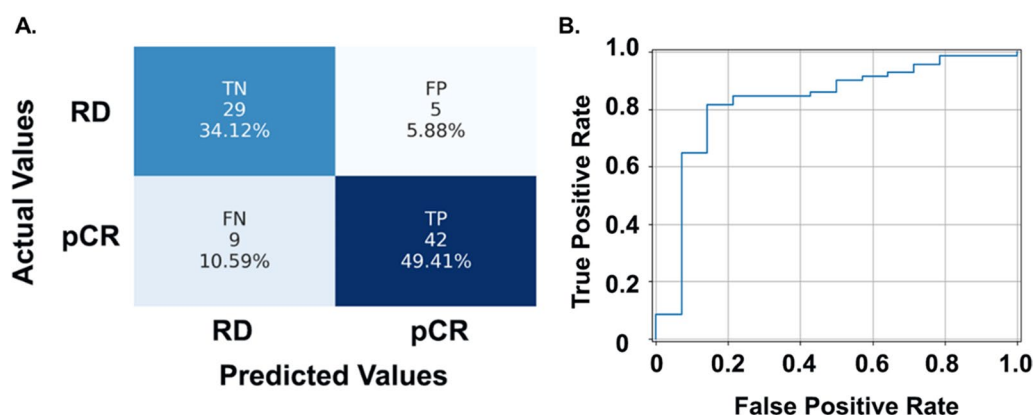 A.
Actual Values
RD
pCR
TN
29
34.12%
FP
5
5.88%
FN
9
10.59%
TP
42
49.41%
RD
pCR
Predicted Values
B.
True Positive Rate
1.0
0.8
0.6
0.4
0.2
0
0
0.2
0.4
0.6
0.8
1.0
False Positive Rate